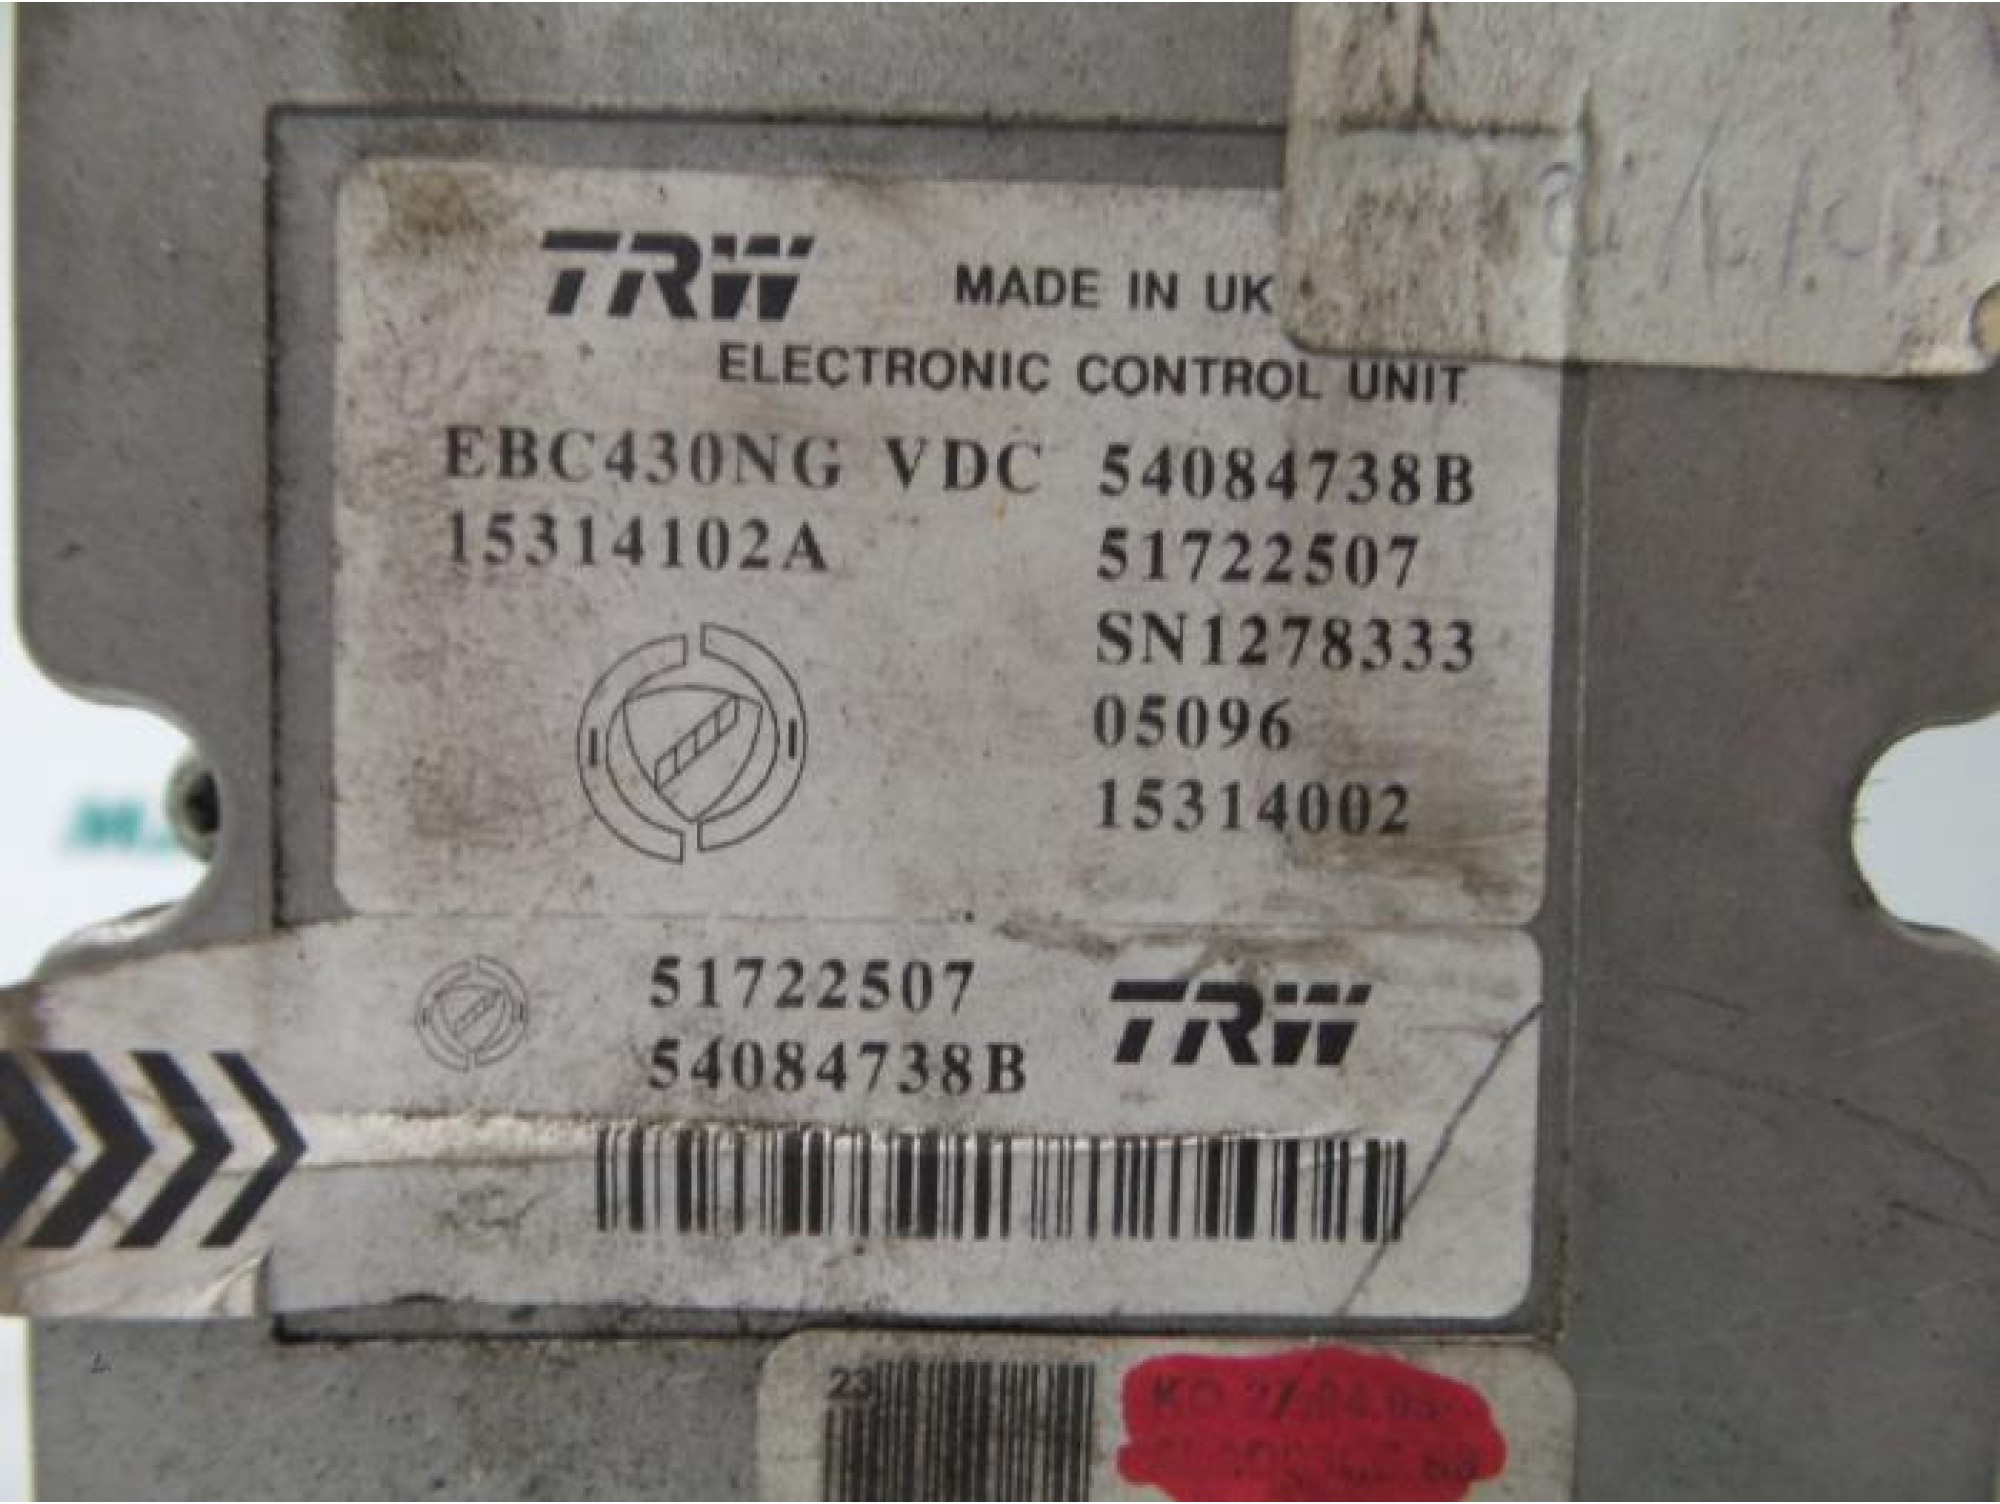 TRW MADE IN UK
ELECTRONIC CONTROL UNIT
EBC430NG VDC 54084738B
15314102A 51722507
SN1278333
05096
15314002
51722507 TRW
54084738B
23